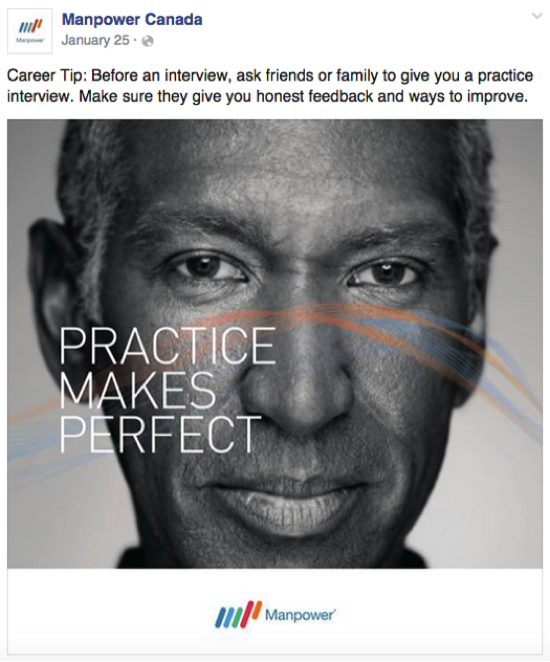 Manpower
Manpower Canada
January 25 ·
Career Tip: Before an interview, ask friends or family to give you a practice
interview. Make sure they give you honest feedback and ways to improve.
PRACTICE
MAKES
PERFECT
Manpower